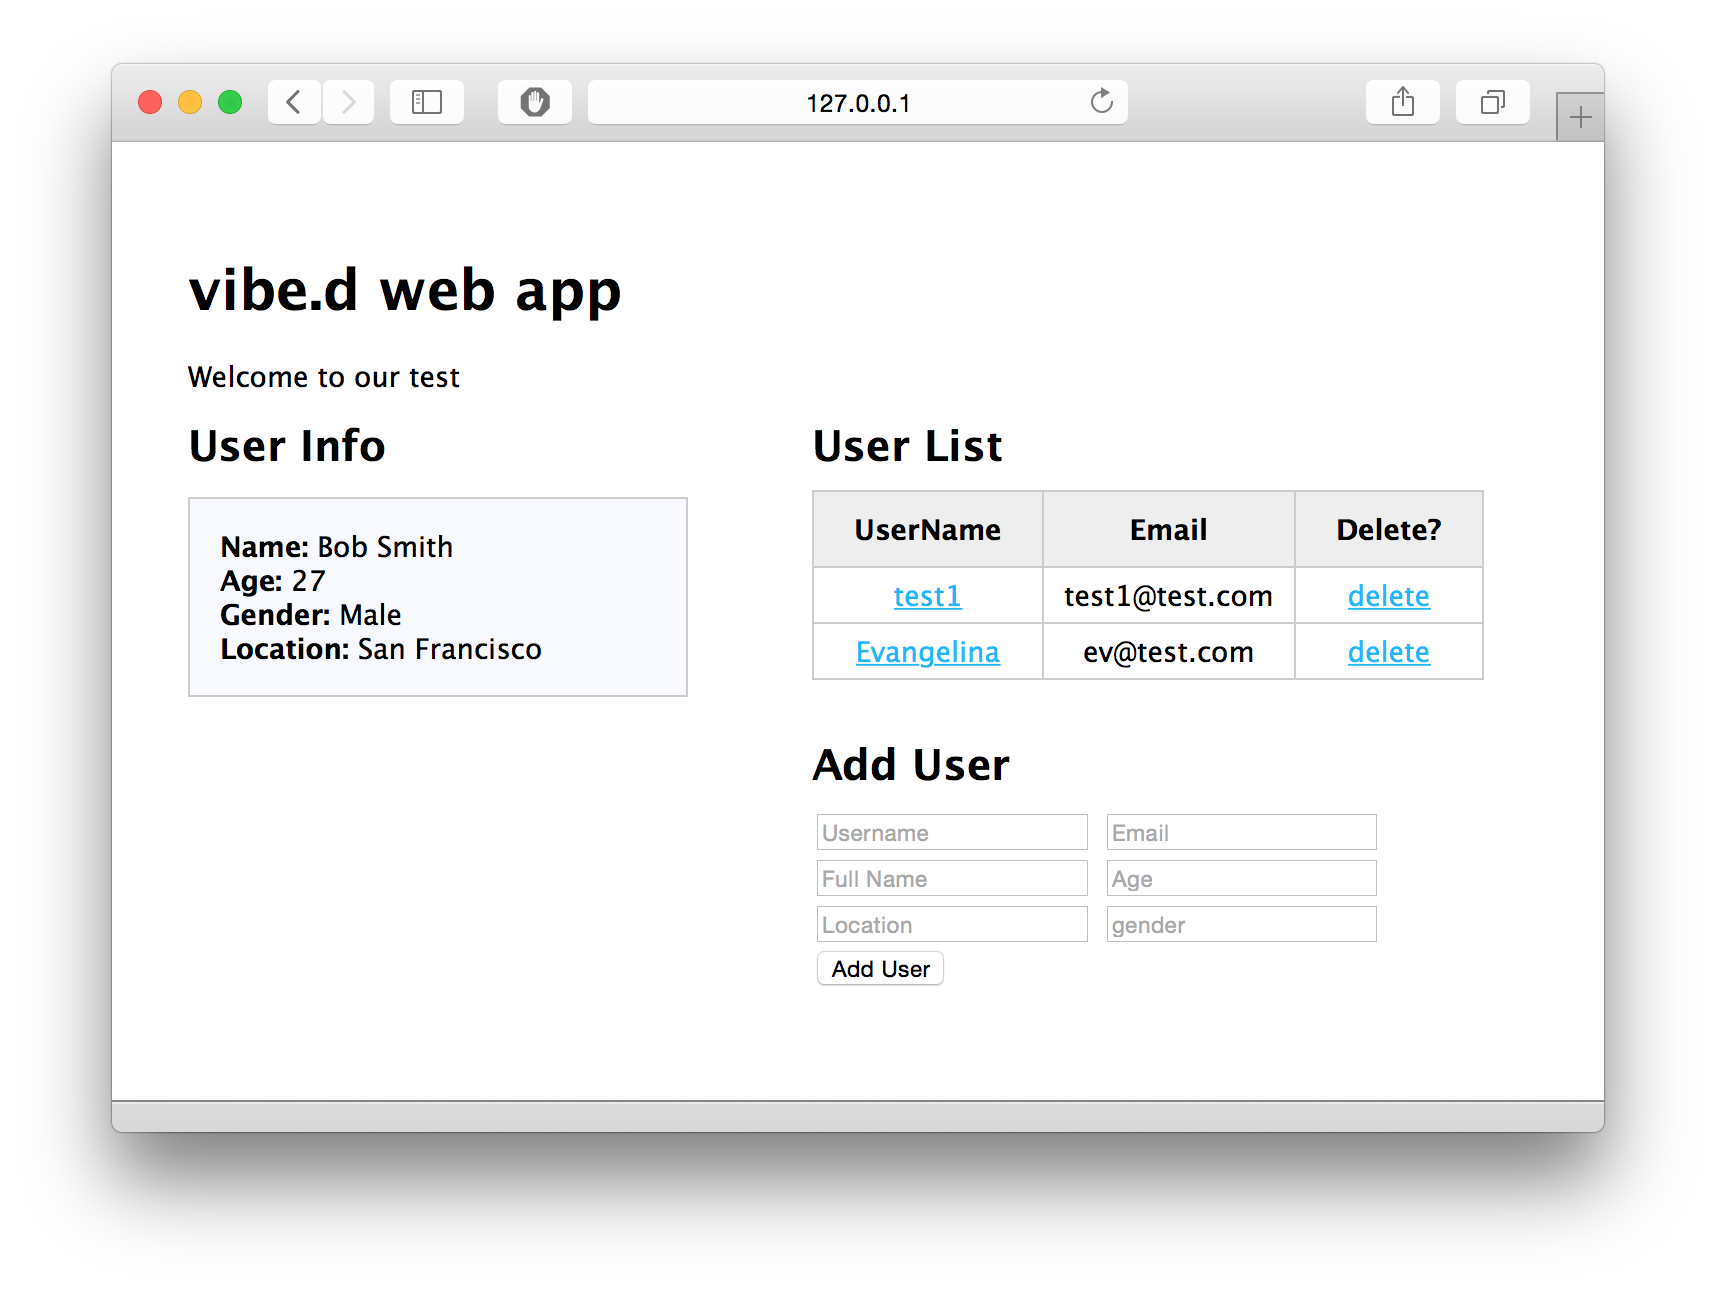 127.0.0.1
vibe.d web app
Welcome to our test
User Info
Name: Bob Smith
Age: 27
Gender: Male
Location: San Francisco
User List
UserName Email Delete?
test1 test1@test.com delete
Evangelina ev@test.com delete
Add User
Username Email
Full Name Age
Location gender
Add User